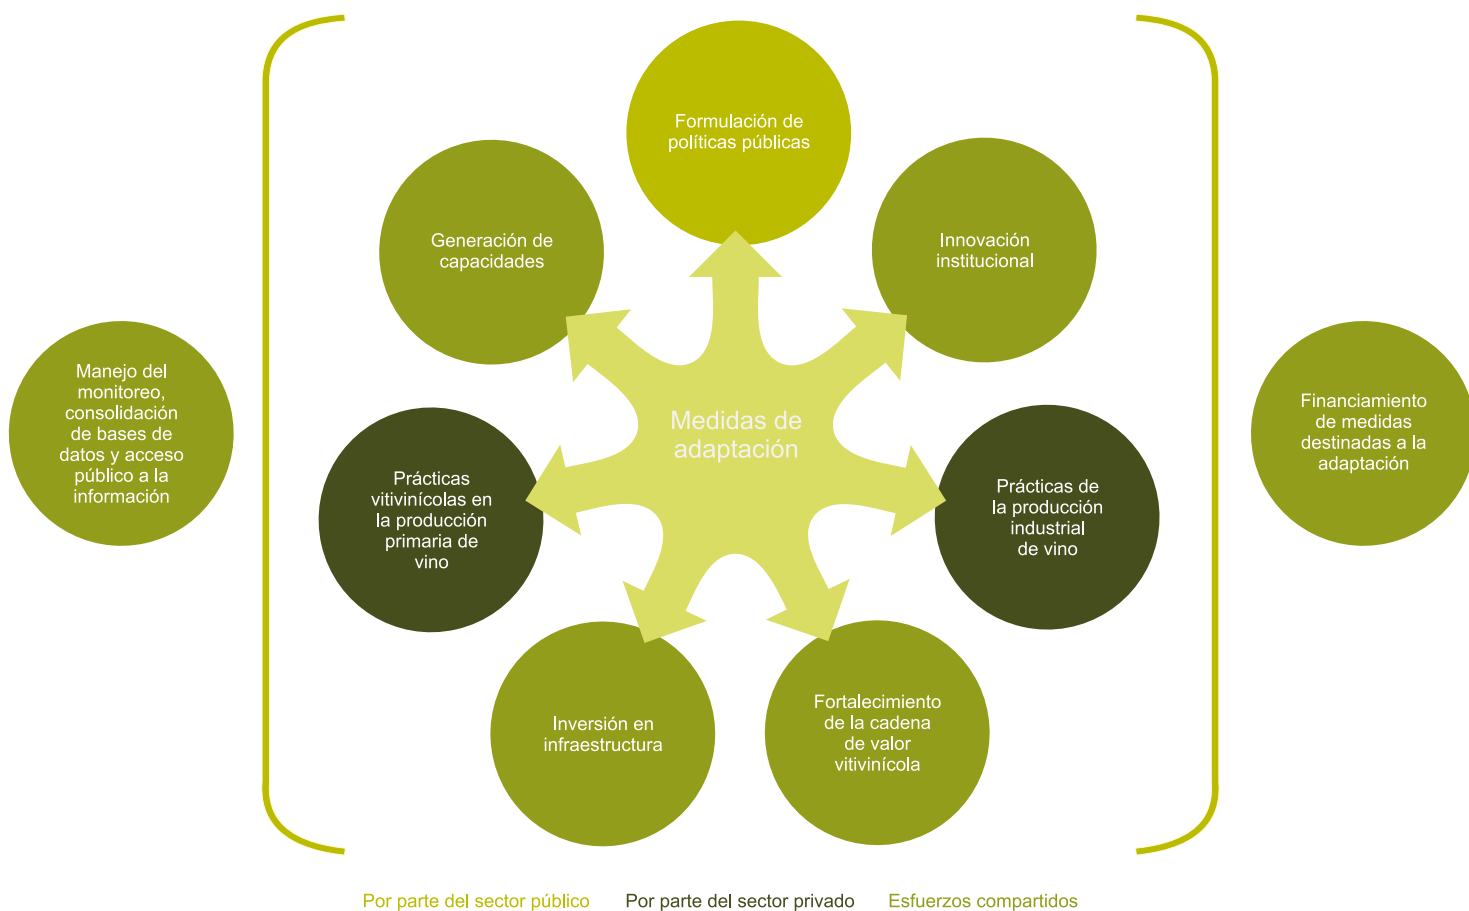 Formulación de
políticas públicas
Generación de
capacidades
Innovación
institucional
Manejo del
monitoreo,
consolidación
de bases de
datos y acceso
público a la
información
Medidas de
adaptación
Financiamiento
de medidas
destinadas a la
adaptación
Prácticas
vitivinícolas en
la producción
primaria de
vino
Prácticas de
la producción
industrial
de vino
Inversión en
infraestructura
Fortalecimiento
de la cadena
de valor
vitivinícola
Por parte del sector público
Por parte del sector privado
Esfuerzos compartidos